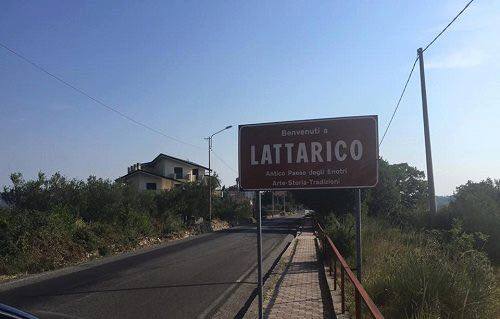 Benvenuti a
LATTARICO
Antico Paese degli Enotri
Arte-Storia-Tradizioni